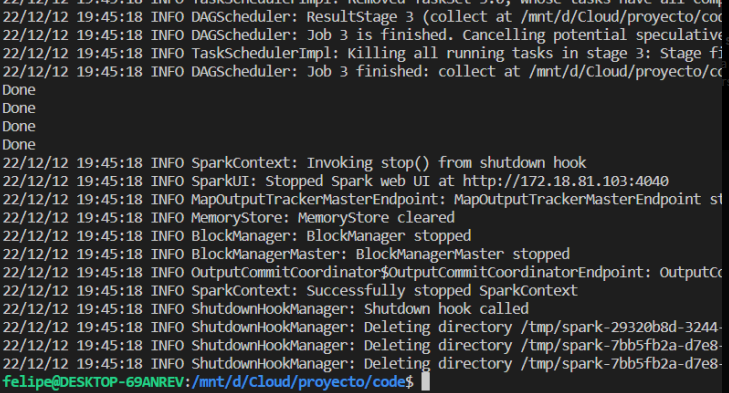 22/12/12 19:45:18 INFO TaskSchedulerImpl: Removed TaskSet 3.0, whose tasks have all comp
22/12/12 19:45:18 INFO DAGScheduler: ResultStage 3 (collect at /mnt/d/Cloud/proyecto/cod
22/12/12 19:45:18 INFO DAGScheduler: Job 3 is finished. Cancelling potential speculative
22/12/12 19:45:18 INFO TaskSchedulerImpl: Killing all running tasks in stage 3: Stage fi
22/12/12 19:45:18 INFO DAGScheduler: Job 3 finished: collect at /mnt/d/Cloud/proyecto/co
Done
Done
Done
Done
22/12/12 19:45:18 INFO SparkContext: Invoking stop() from shutdown hook
22/12/12 19:45:18 INFO SparkUI: Stopped Spark web UI at http://172.18.81.103:4040
22/12/12 19:45:18 INFO MapOutputTrackerMasterEndpoint: MapOutputTrackerMasterEndpoint st
22/12/12 19:45:18 INFO MemoryStore: MemoryStore cleared
22/12/12 19:45:18 INFO BlockManager: BlockManager stopped
22/12/12 19:45:18 INFO BlockManagerMaster: BlockManagerMaster stopped
22/12/12 19:45:18 INFO OutputCommitCoordinator$OutputCommitCoordinatorEndpoint: OutputCo
22/12/12 19:45:18 INFO SparkContext: Successfully stopped SparkContext
22/12/12 19:45:18 INFO ShutdownHookManager: Shutdown hook called
22/12/12 19:45:18 INFO ShutdownHookManager: Deleting directory /tmp/spark-29320b8d-3244-
22/12/12 19:45:18 INFO ShutdownHookManager: Deleting directory /tmp/spark-7bb5fb2a-d7e8-
22/12/12 19:45:18 INFO ShutdownHookManager: Deleting directory /tmp/spark-7bb5fb2a-d7e8-
felipe@DESKTOP-69ANREV:/mnt/d/Cloud/proyecto/code$